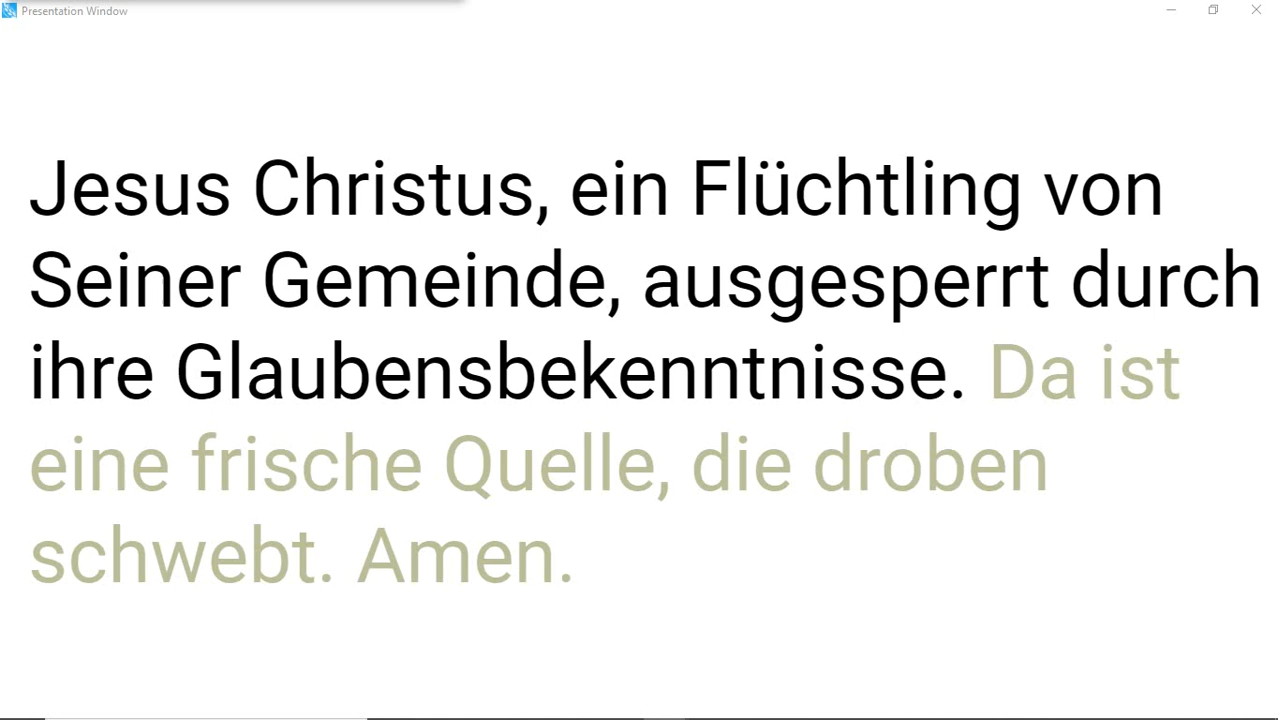 Presentation Window
Jesus Christus, ein Flüchtling von
Seiner Gemeinde, ausgesperrt durch
ihre Glaubensbekenntnisse. Da ist
eine frische Quelle, die droben
schwebt. Amen.